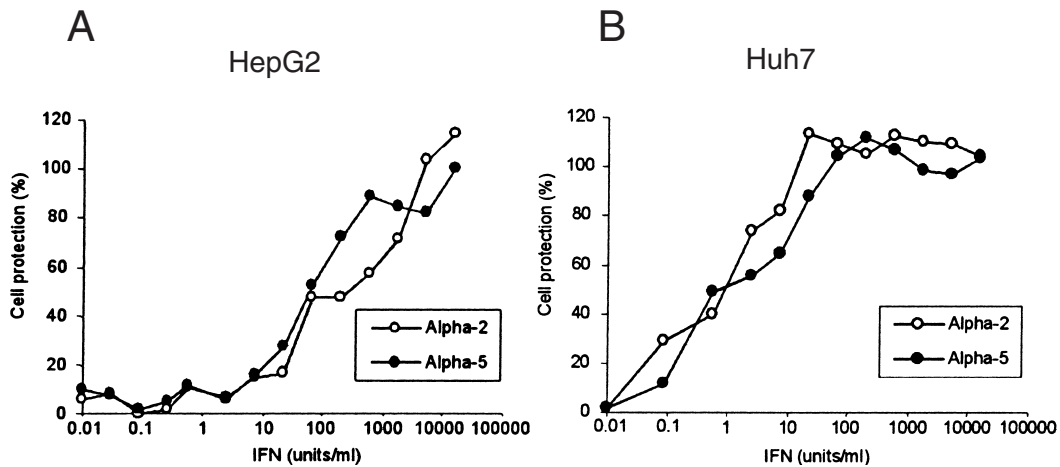 A
HepG2
Cell protection (%)
120
100
80
60
40
20
0
Alpha-2
Alpha-5
0.01 0.1 1 10 100 1000 10000 100000
IFN (units/ml)
B
Huh7
Cell protection (%)
120
100
80
60
40
20
0
Alpha-2
Alpha-5
0.01 0.1 1 10 100 1000 10000 100000
IFN (units/ml)